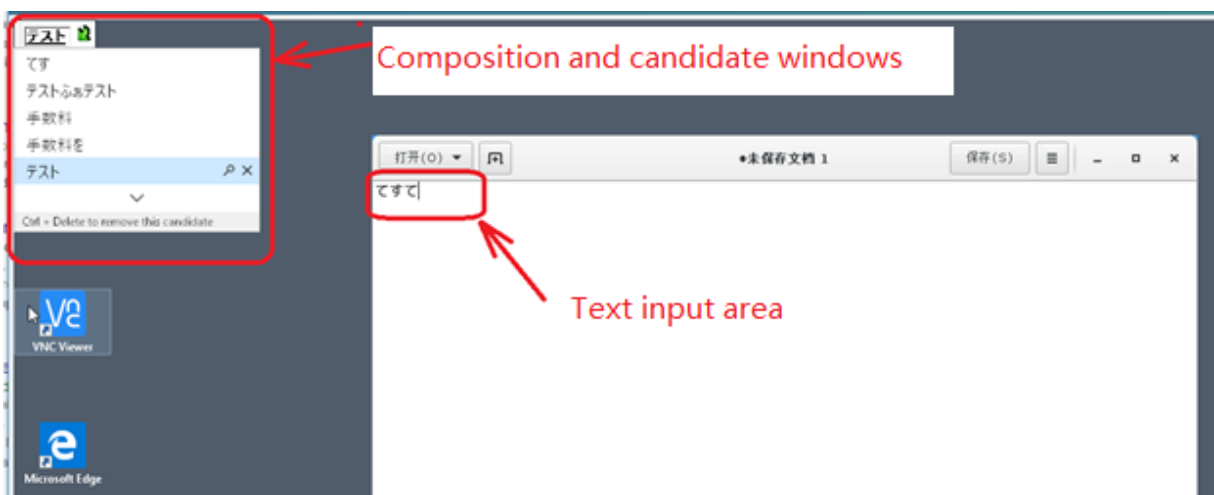 テスト
Composition and candidate windows
てす
テストふぁテスト
手数料
手数料を
テスト
Ctrl + Delete to remove this candidate
打开(O)
•未保存文档 1
保存(S)
てすて
Text input area
VNC Viewer
Microsoft Edge